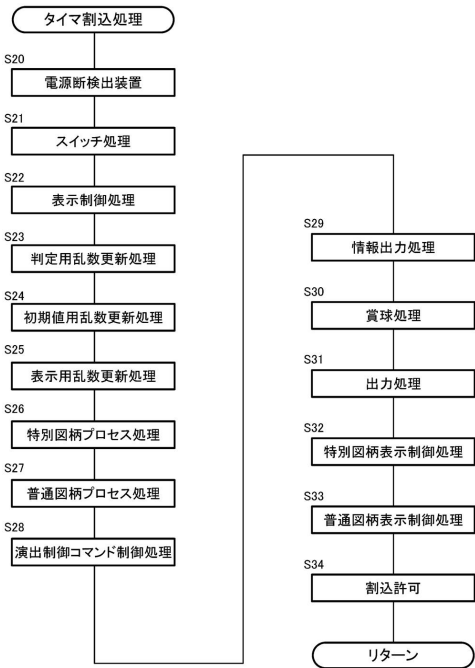 タイマ割込処理
S20
電源断検出装置
S21
スイッチ処理
S22
表示制御処理
S23
判定用乱数更新処理
S24
初期値用乱数更新処理
S25
表示用乱数更新処理
S26
特別図柄プロセス処理
S27
普通図柄プロセス処理
S28
演出制御コマンド制御処理
S29
情報出力処理
S30
賞球処理
S31
出力処理
S32
特別図柄表示制御処理
S33
普通図柄表示制御処理
S34
割込許可
リターン